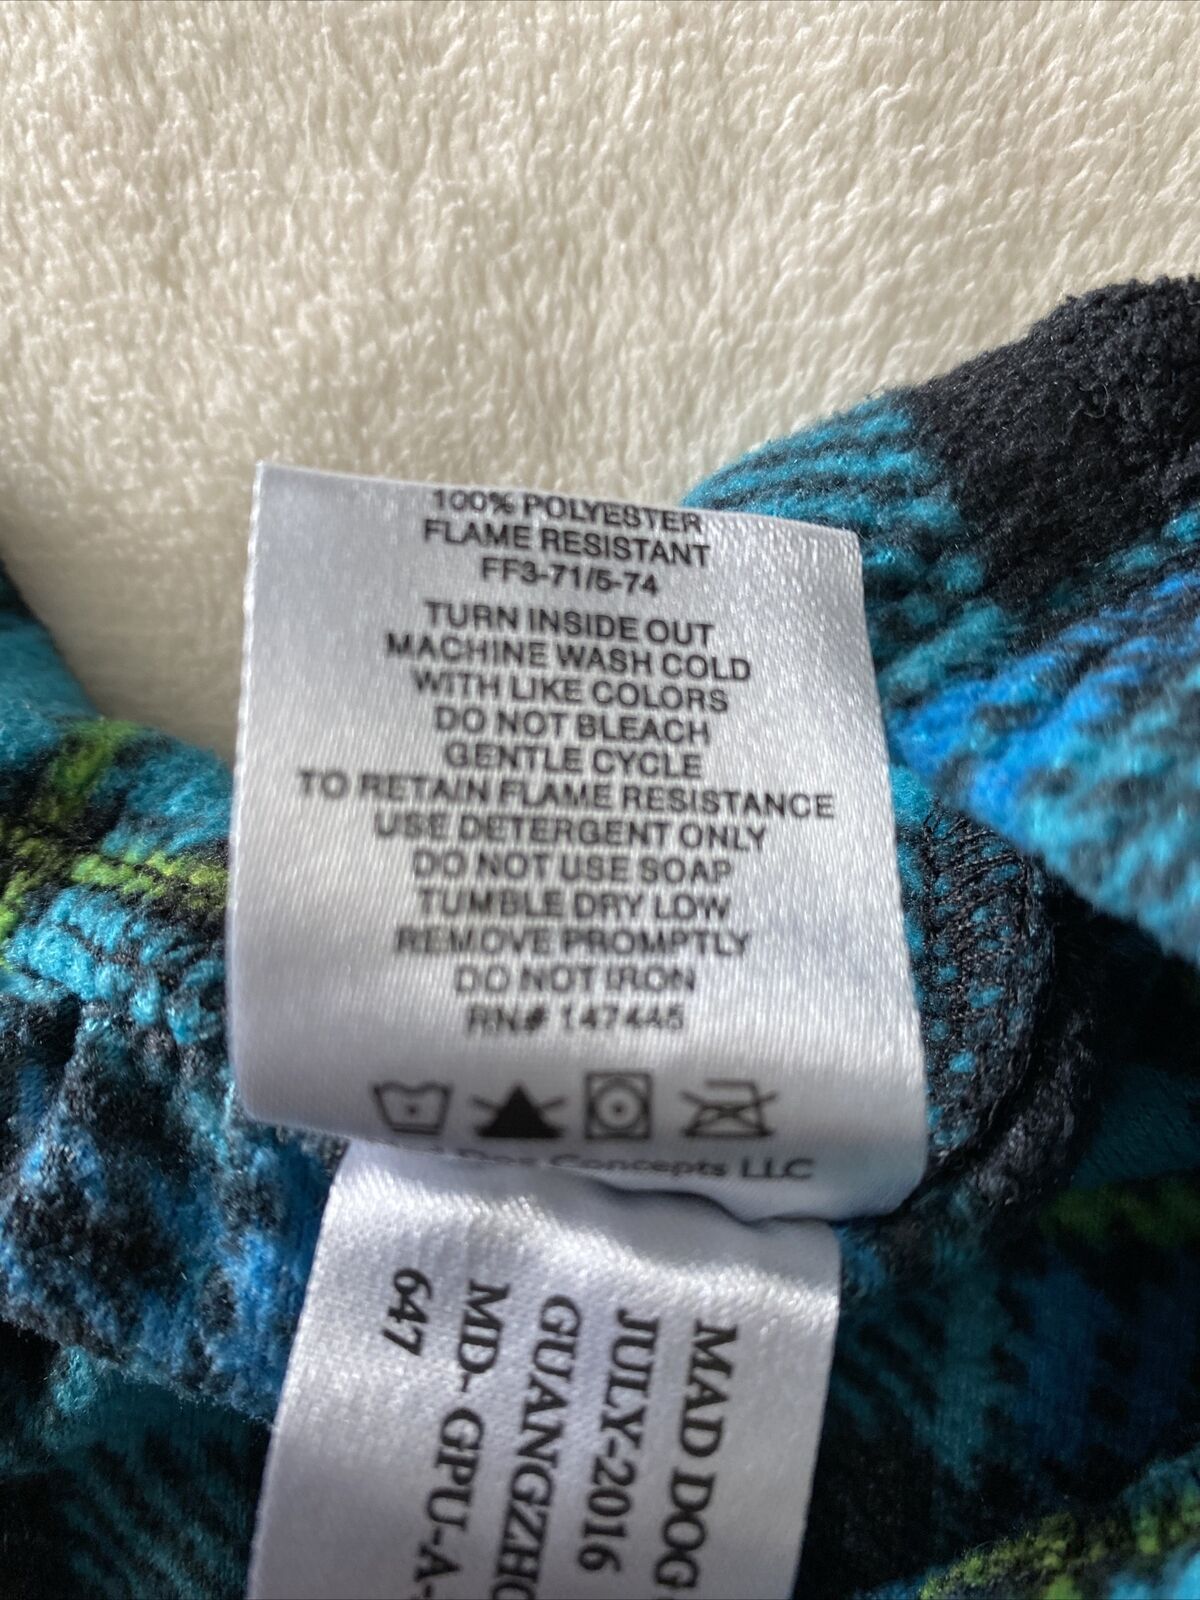 100% POLYESTER
FLAME RESISTANT
FF3-71/5-74
TURN INSIDE OUT
MACHINE WASH COLD
WITH LIKE COLORS
DO NOT BLEACH
GENTLE CYCLE
TO RETAIN FLAME RESISTANCE
USE DETERGENT ONLY
DO NOT USE SOAP
TUMBLE DRY LOW
REMOVE PROMPTLY
DO NOT IRON
RN# 147445
Dog Concepts LLC
MAD DOG
JULY-2016
GUANGZHO
MD- GPU-A-
647